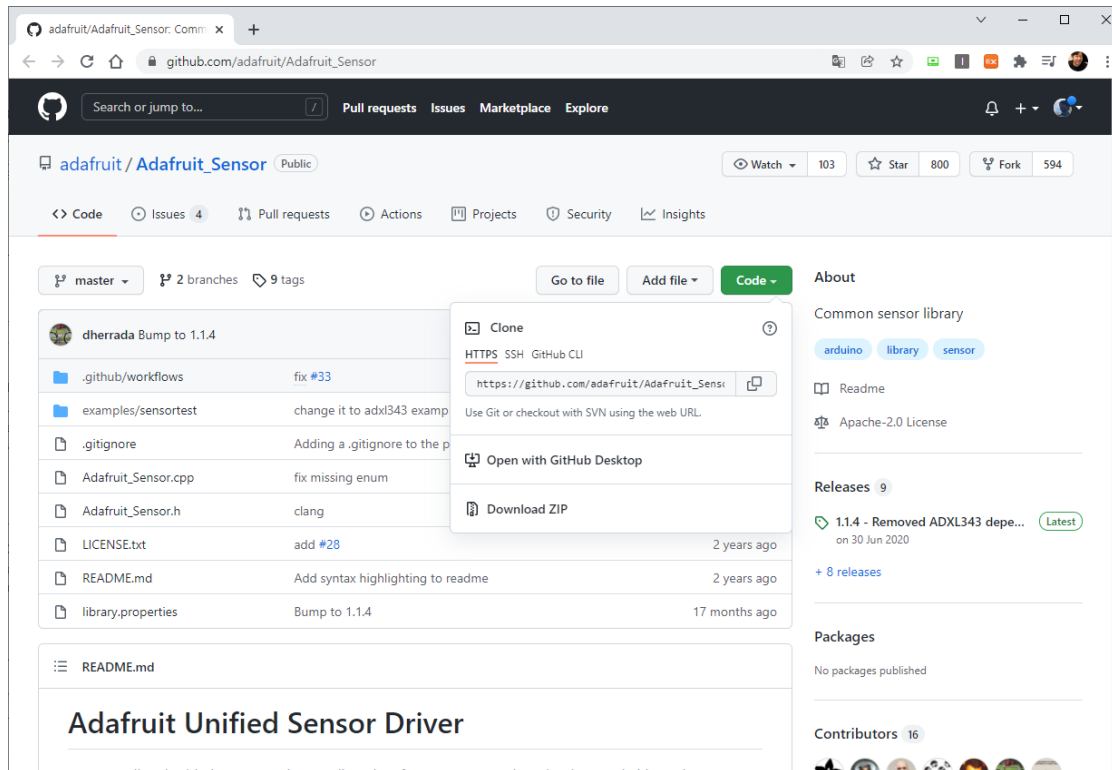 adafruit/Adafruit_Sensor: Comm
github.com/adafruit/Adafruit_Sensor
Search or jump to... /
Pull requests Issues Marketplace Explore
adafruit / Adafruit_Sensor Public
Watch 103 Star 800 Fork 594
Code Issues 4 Pull requests Actions Projects Security Insights
master 2 branches 9 tags Go to file Add file Code
dherrada Bump to 1.1.4
.github/workflows fix #33
examples/sensortest change it to adxl343 examp
.gitignore Adding a .gitignore to the p
Adafruit_Sensor.cpp fix missing enum
Adafruit_Sensor.h clang
LICENSE.txt add #28 2 years ago
README.md Add syntax highlighting to readme 2 years ago
library.properties Bump to 1.1.4 17 months ago
Clone
HTTPS SSH GitHub CLI
https://github.com/adafruit/Adafruit_Sens
Use Git or checkout with SVN using the web URL.
Open with GitHub Desktop
Download ZIP
README.md
Adafruit Unified Sensor Driver
About
Common sensor library
arduino library sensor
Readme
Apache-2.0 License
Releases 9
1.1.4 - Removed ADXL343 depe... Latest
on 30 Jun 2020
+ 8 releases
Packages
No packages published
Contributors 16